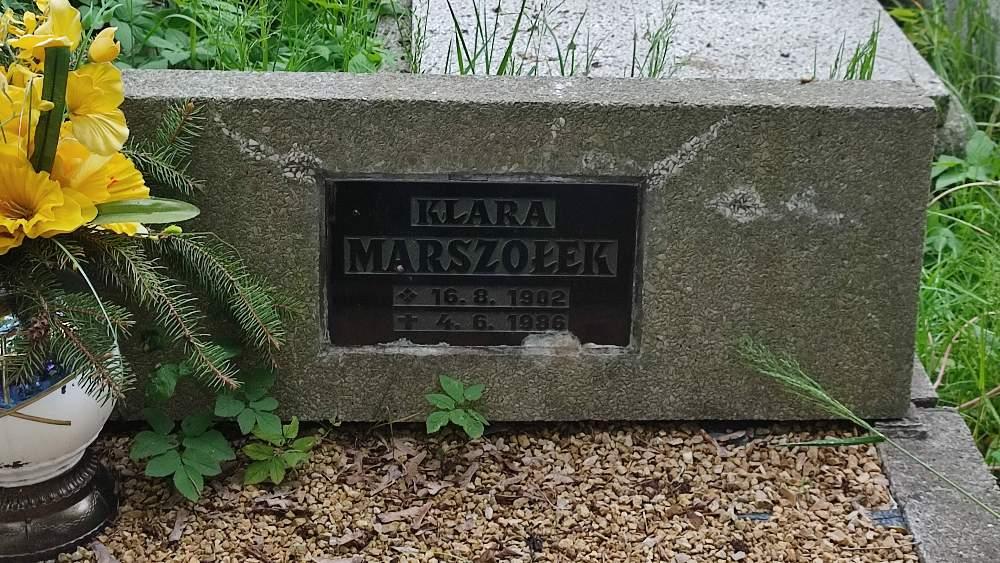 KLARA
MARSZOŁEK
16. 8. 1902
✝ 4. 6. 1986